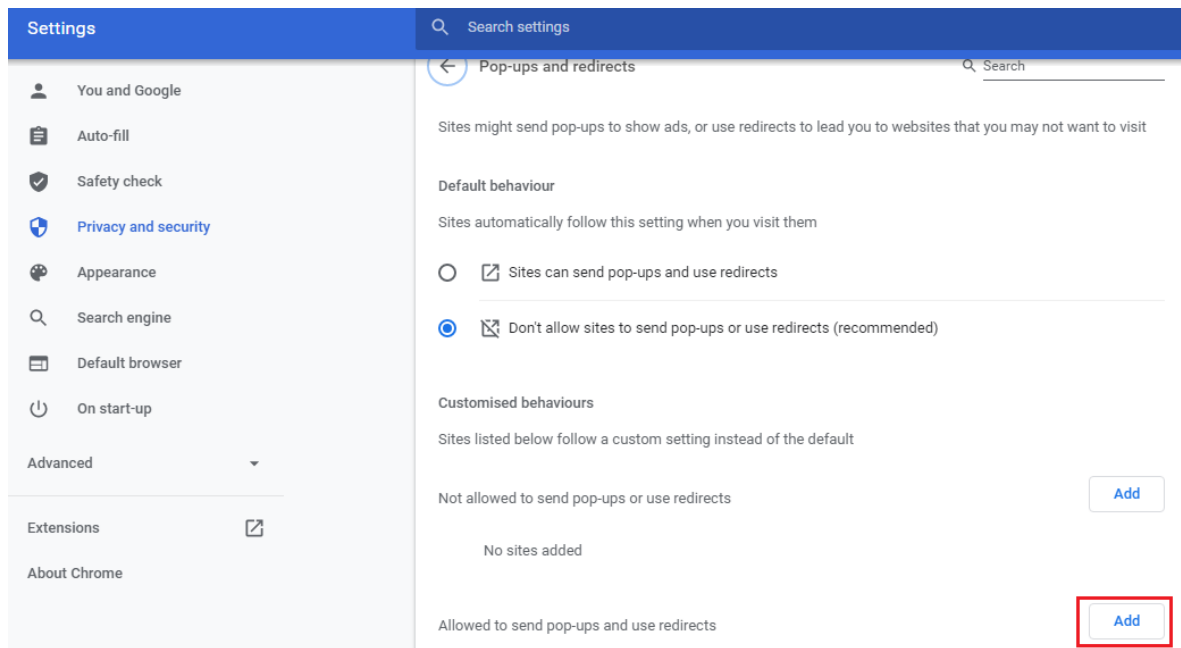 Settings
Search settings
You and Google
Auto-fill
Safety check
Privacy and security
Appearance
Search engine
Default browser
On start-up
Advanced
Extensions
About Chrome
Pop-ups and redirects
Search
Sites might send pop-ups to show ads, or use redirects to lead you to websites that you may not want to visit
Default behaviour
Sites automatically follow this setting when you visit them
Sites can send pop-ups and use redirects
Don't allow sites to send pop-ups or use redirects (recommended)
Customised behaviours
Sites listed below follow a custom setting instead of the default
Not allowed to send pop-ups or use redirects
Add
No sites added
Allowed to send pop-ups and use redirects
Add